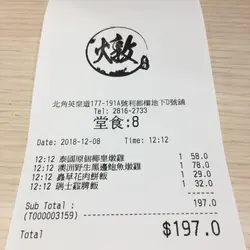 燉
北角英皇道177-191A號利都樓地下D號舖
Tel: 2816-2733
堂食:8
Date: 2018-12-08 Time: 12:12
12:12 泰國原個椰皇燉雞 1 58.0
12:12 澳洲野生黑邊鮑魚燉雞 1 78.0
12:12 蟲草花肉餅飯 1 29.0
12:12 瑞士雞髀飯 1 32.0
Sub Total : 197.0
(T000003159) :
$197.0